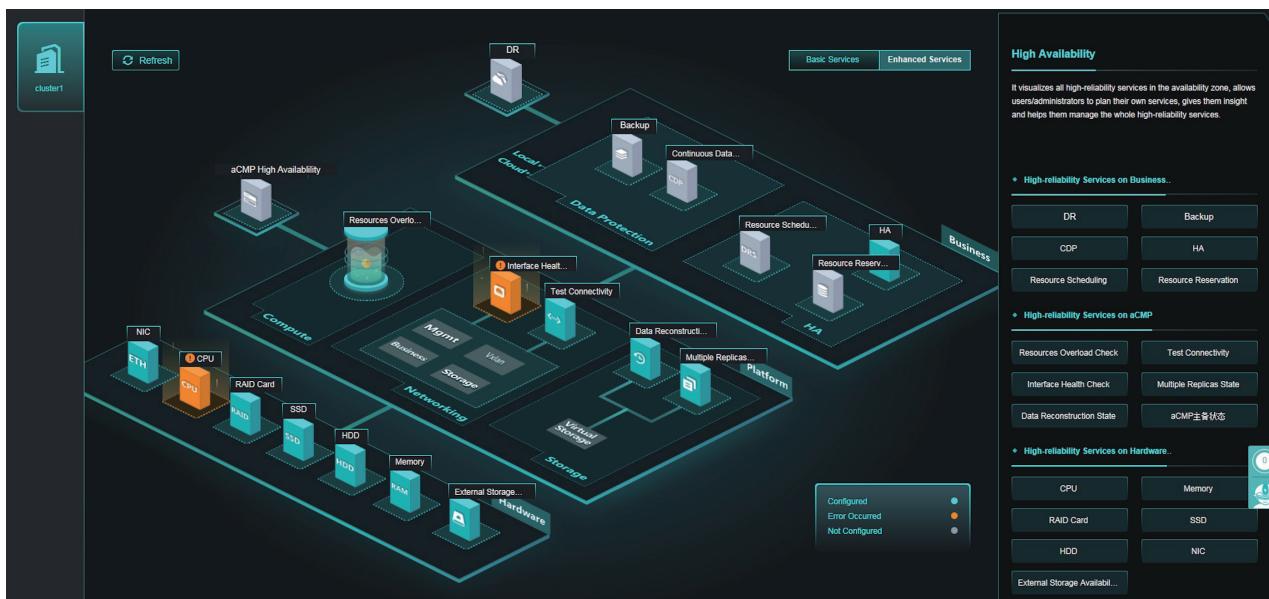 cluster1
Refresh
DR
Basic Services
Enhanced Services
Backup
Continuous Data...
Local
Cloud
CDP
Data Protection
aCMP High Availablility
Resources Overlo...
Resource Schedu...
HA
DRS
Resource Reserv...
Business
HA
Interface Healt...
Test Connectivity
Compute
Mgmt
Business
Vxlan
Storage
Networking
Data Reconstructi...
Multiple Replicas...
Platform
Virtual
Storage
Storage
NIC
ETH
CPU
CPU
RAID Card
RAID
SSD
SSD
HDD
HDD
Memory
RAM
External Storage...
Hardware
Configured
Error Occurred
Not Configured
High Availability
It visualizes all high-reliability services in the availability zone, allows
users/administrators to plan their own services, gives them insight
and helps them manage the whole high-reliability services.
High-reliability Services on Business..
DR
Backup
CDP
HA
Resource Scheduling
Resource Reservation
High-reliability Services on aCMP
Resources Overload Check
Test Connectivity
Interface Health Check
Multiple Replicas State
Data Reconstruction State
aCMP主备状态
High-reliability Services on Hardware..
CPU
Memory
RAID Card
SSD
HDD
NIC
External Storage Availabil...
0